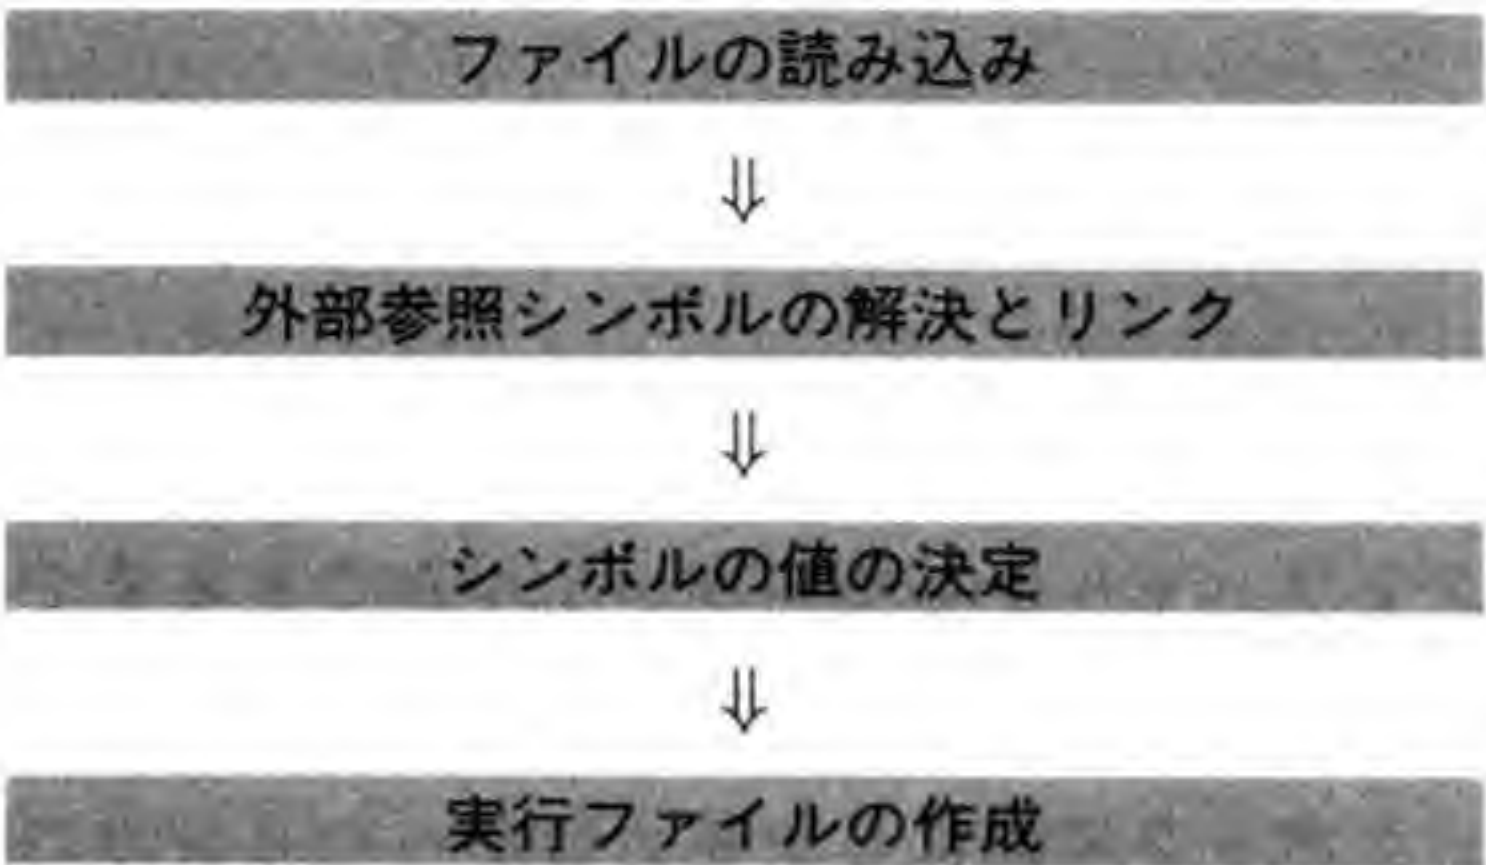 ファイルの読み込み
⇓
外部参照シンボルの解決とリンク
⇓
シンボルの値の決定
⇓
実行ファイルの作成